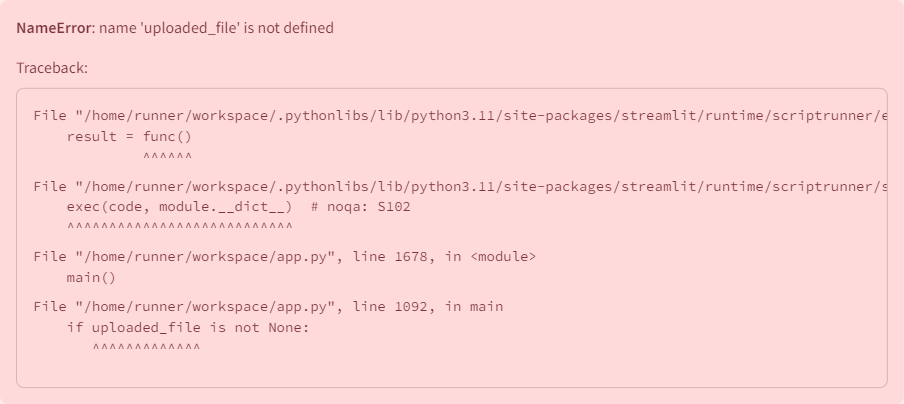 NameError: name 'uploaded_file' is not defined
Traceback:
File "/home/runner/workspace/.pythonlibs/lib/python3.11/site-packages/streamlit/runtime/scriptrunner/e
result = func()
^^^^^^
File "/home/runner/workspace/.pythonlibs/lib/python3.11/site-packages/streamlit/runtime/scriptrunner/s
exec(code, module.__dict__)  # noqa: S102
^^^^^^^^^^^^^^^^^^^^^^^^^^^
File "/home/runner/workspace/app.py", line 1678, in <module>
main()
File "/home/runner/workspace/app.py", line 1092, in main
if uploaded_file is not None:
^^^^^^^^^^^^^